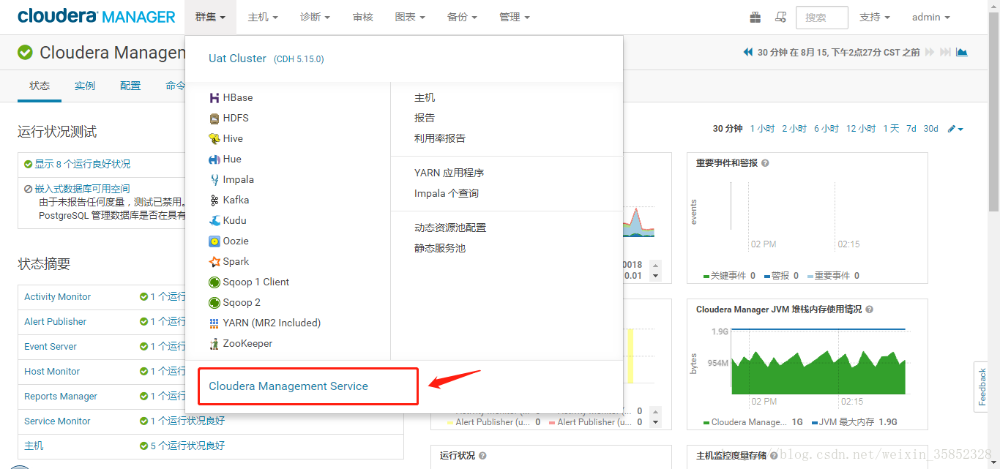 cloudera MANAGER
群集 主机 诊断 审核 图表 备份 管理 搜索 支持 admin
Cloudera Managen
30 分钟 在 8月 15, 下午2点27分 CST 之前
状态 实例 配置 命令
Uat Cluster (CDH 5.15.0)
HBase
HDFS
Hive
Hue
Impala
Kafka
Kudu
Oozie
Spark
Sqoop 1 Client
Sqoop 2
YARN (MR2 Included)
ZooKeeper
主机
报告
利用率报告
YARN 应用程序
Impala 个查询
动态资源池配置
静态服务池
Cloudera Management Service
运行状况测试
30 分钟 1 小时 2 小时 6 小时 12 小时 1 天 7d 30d
显示 8 个运行良好状况
嵌入式数据库可用空间
由于未报告任何度量，测试已禁用。
PostgreSQL 管理数据库是否在具有
状态摘要
Activity Monitor 1 个运行
Alert Publisher 1 个运行
Event Server 1 个运行
Host Monitor 1 个运行
Reports Manager 1 个运行
Service Monitor 1 个运行状况良好
主机 5 个运行状况良好
0018
0.01
重要事件和警报
events
02 PM 02:15
关键事件 0 警报 0 重要事件 0
Cloudera Manager JVM 堆栈内存使用情况
1.9G
954M
bytes
02 PM 02:15
Cloudera Manage... 1G JVM 最大内存 1.9G
0
0
Alert Publisher (u... 0 Alert Publisher (u... 0
运行状况
主机监控度量存储
Feedback
blog.csdn.net/weixin_35852328